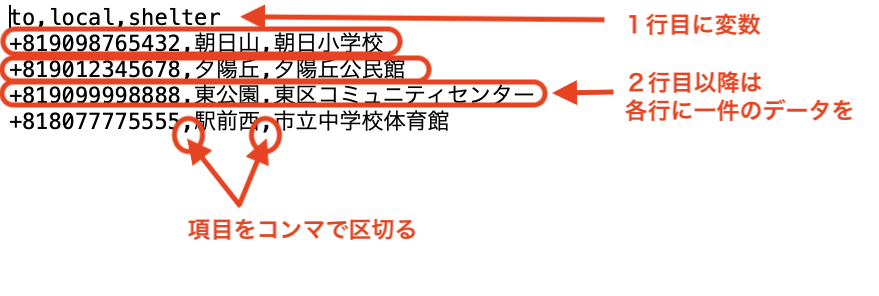 to,local,shelter
+819098765432,朝日山,朝日小学校
+819012345678,夕陽丘,夕陽丘公民館
+819099998888,東公園,東区コミュニティセンター
+818077775555,駅前西,市立中学校体育館
１行目に変数
２行目以降は
各行に一件のデータを
項目をコンマで区切る